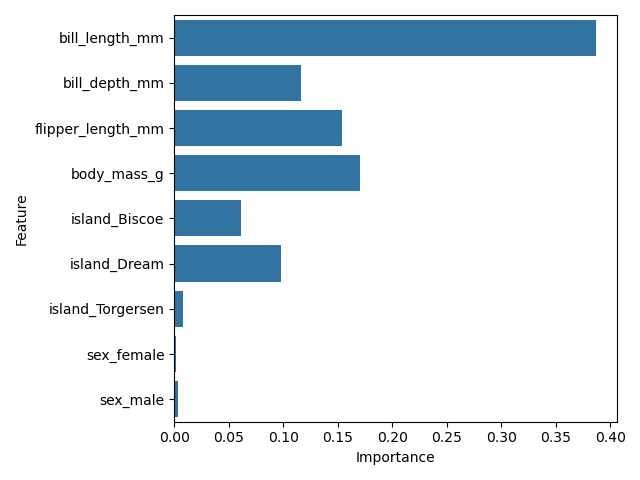 bill_length_mm
bill_depth_mm
flipper_length_mm
body_mass_g
island_Biscoe
island_Dream
island_Torgersen
sex_female
sex_male
Feature
0.00 0.05 0.10 0.15 0.20 0.25 0.30 0.35 0.40
Importance